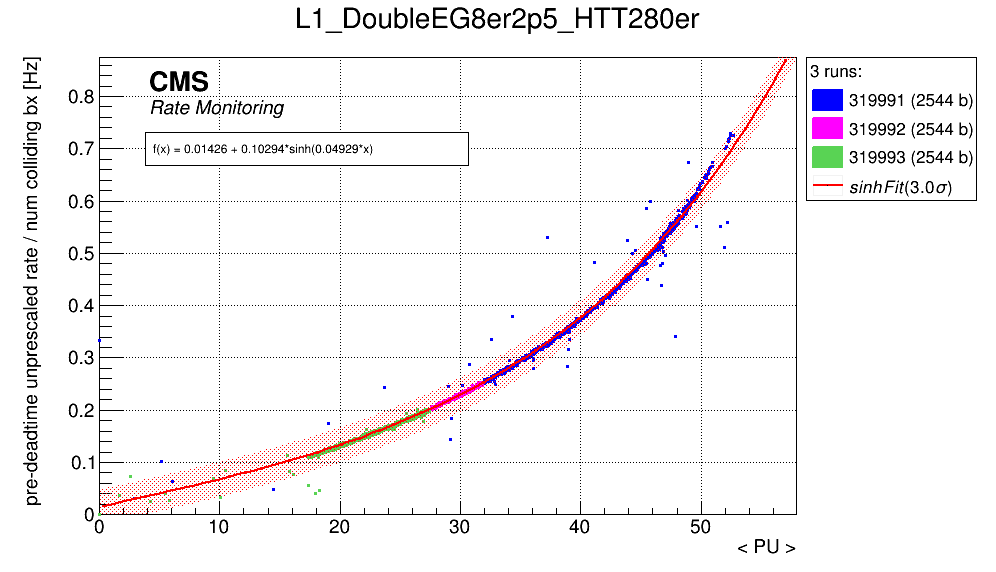 L1_DoubleEG8er2p5_HTT280er
pre-deadtime unprescaled rate / num colliding bx [Hz]
CMS
Rate Monitoring
f(x) = 0.01426 + 0.10294*sinh(0.04929*x)
0.8
0.7
0.6
0.5
0.4
0.3
0.2
0.1
0
0 10 20 30 40 50
< PU >
3 runs:
319991 (2544 b)
319992 (2544 b)
319993 (2544 b)
sinhFit(3.0σ)